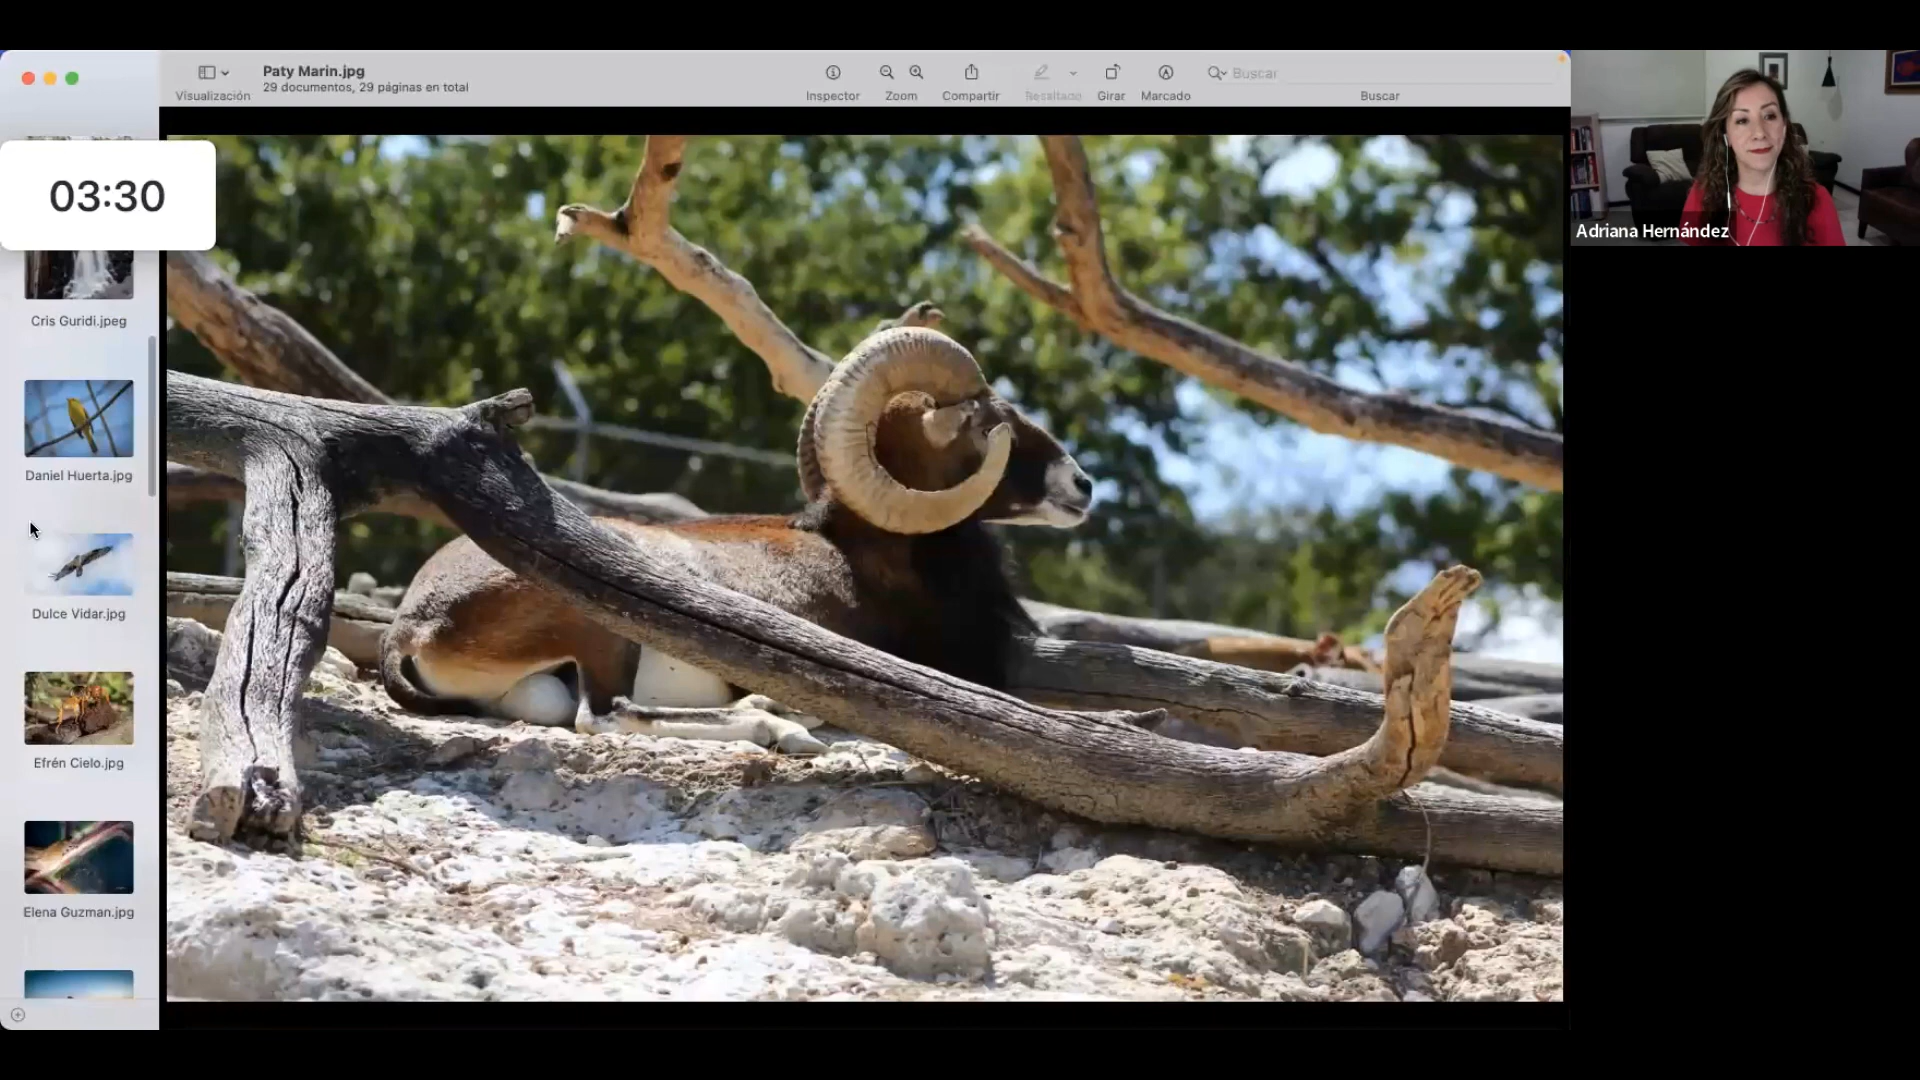 Paty Marin.jpg
29 documentos, 29 páginas en total
Visualización
Inspector
Zoom
Compartir
Resaltado
Girar
Marcado
Buscar
Buscar
03:30
Cris Guridi.jpeg
Daniel Huerta.jpg
Dulce Vidar.jpg
Efrén Cielo.jpg
Elena Guzman.jpg
Adriana Hernández